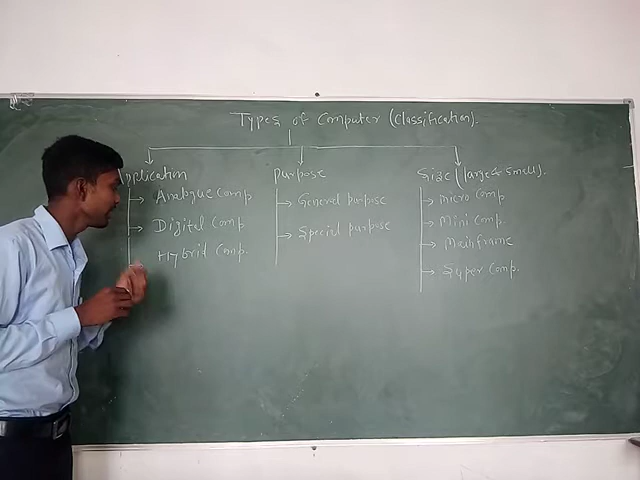 Types of Computer (Classification).
Application
Analogue Comp
Digital Comp
Hybrid Comp.
Purpose
General purpose
Special purpose
Size (large & small).
micro Comp
Mini Comp.
Mainframe
Super Comp.